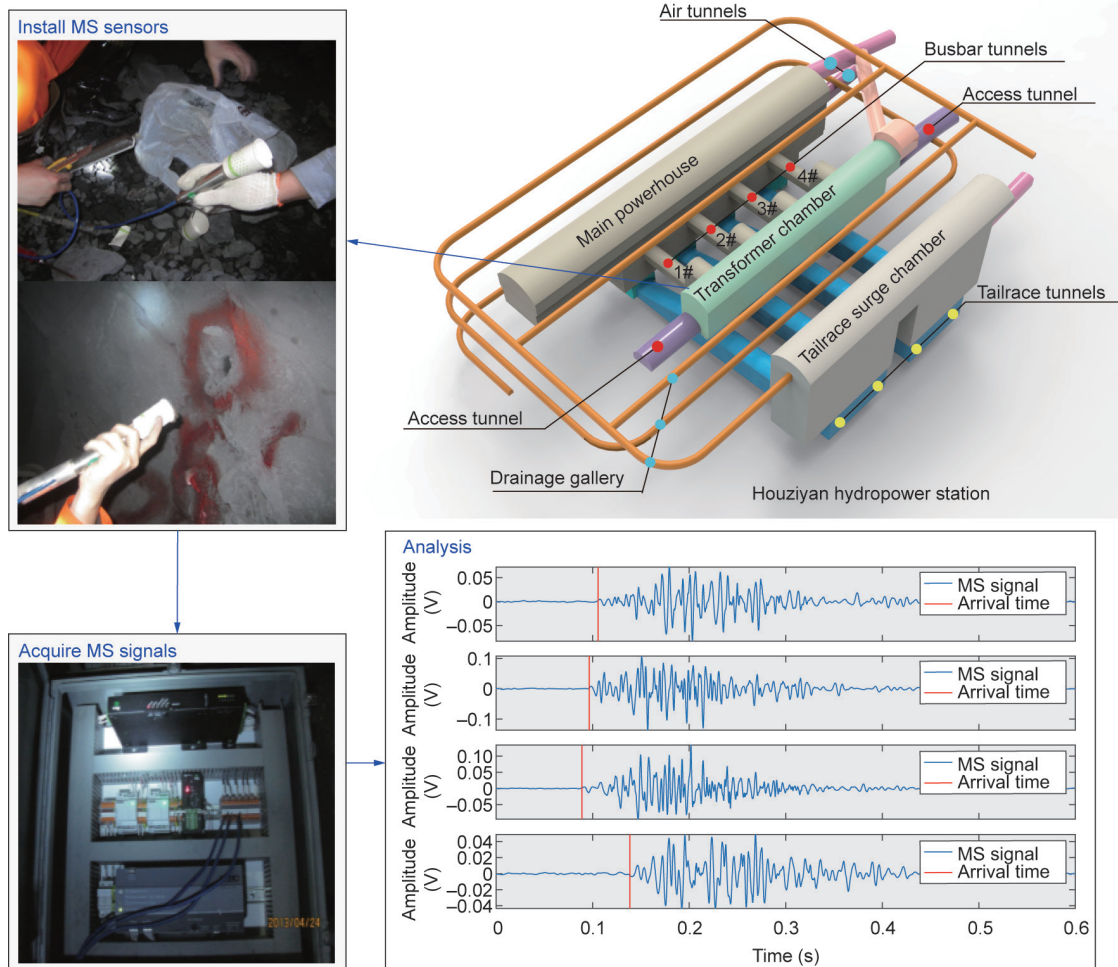 Install MS sensors
Air tunnels
Busbar tunnels
Access tunnel
Main powerhouse
4#
3#
2#
1#
Transformer chamber
Tailrace surge chamber
Tailrace tunnels
Access tunnel
Drainage gallery
Houziyan hydropower station
Acquire MS signals
2013/04/24
Analysis
Amplitude
(V)
0.05
0
–0.05
MS signal
Arrival time
Amplitude
(V)
0.1
0
–0.1
MS signal
Arrival time
Amplitude
(V)
0.10
0.05
0
–0.05
MS signal
Arrival time
Amplitude
(V)
0.04
0.02
0
–0.02
–0.04
MS signal
Arrival time
0 0.1 0.2 0.3 0.4 0.5 0.6
Time (s)